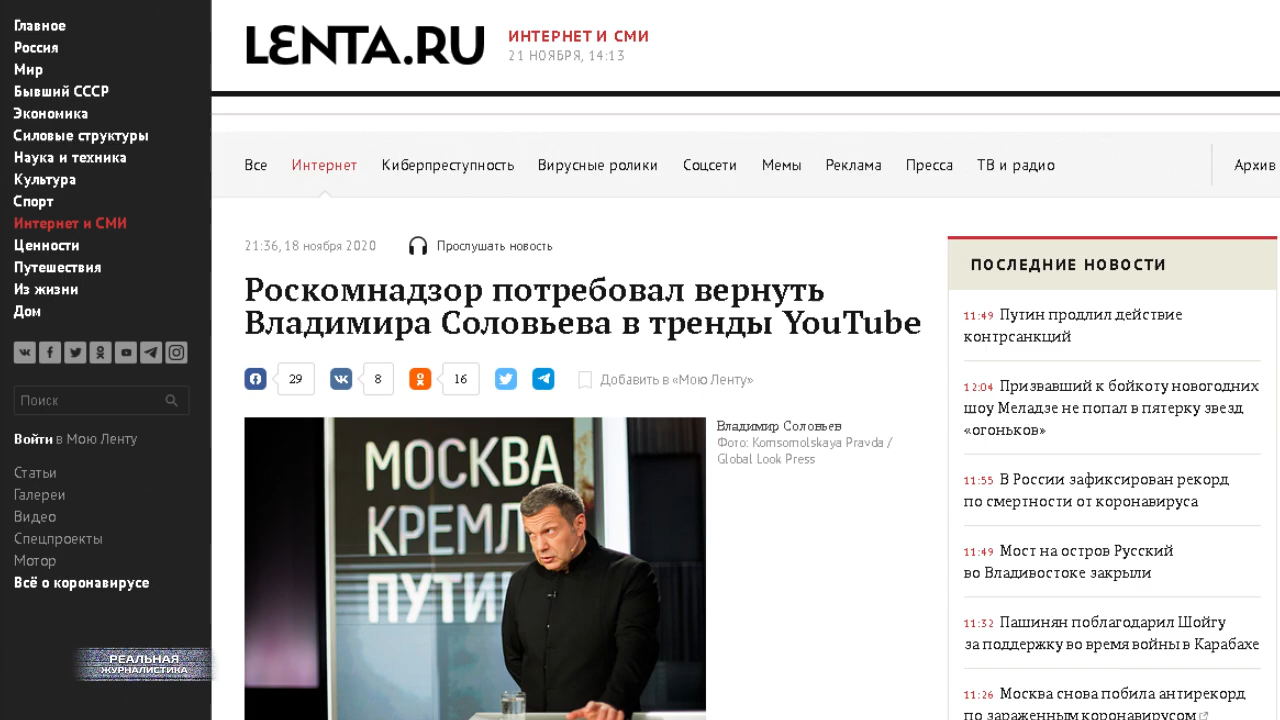 Главное
Россия
Мир
Бывший СССР
Экономика
Силовые структуры
Наука и техника
Культура
Спорт
Интернет и СМИ
Ценности
Путешествия
Из жизни
Дом
Поиск
Войти в Мою Ленту
Статьи
Галереи
Видео
Спецпроекты
Мотор
Всё о коронавирусе
РЕАЛЬНАЯ
ЖУРНАЛИСТИКА
LENTA.RU
ИНТЕРНЕТ И СМИ
21 НОЯБРЯ, 14:13
Все Интернет Киберпреступность Вирусные ролики Соцсети Мемы Реклама Пресса ТВ и радио Архив
21:36, 18 ноября 2020 Прослушать новость
Роскомнадзор потребовал вернуть
Владимира Соловьева в тренды YouTube
29 8 16 Добавить в «Мою Ленту»
МОСКВА
КРЕМЛ
ПУТИ
Владимир Соловьев
Фото: Komsomolskaya Pravda /
Global Look Press
ПОСЛЕДНИЕ НОВОСТИ
11:49 Путин продлил действие
контрсанкций
12:04 Призвавший к бойкоту новогодних
шоу Меладзе не попал в пятерку звезд
«огоньков»
11:55 В России зафиксирован рекорд
по смертности от коронавируса
11:49 Мост на остров Русский
во Владивостоке закрыли
11:32 Пашинян поблагодарил Шойгу
за поддержку во время войны в Карабахе
11:26 Москва снова побила антирекорд
по зараженным коронавирусом